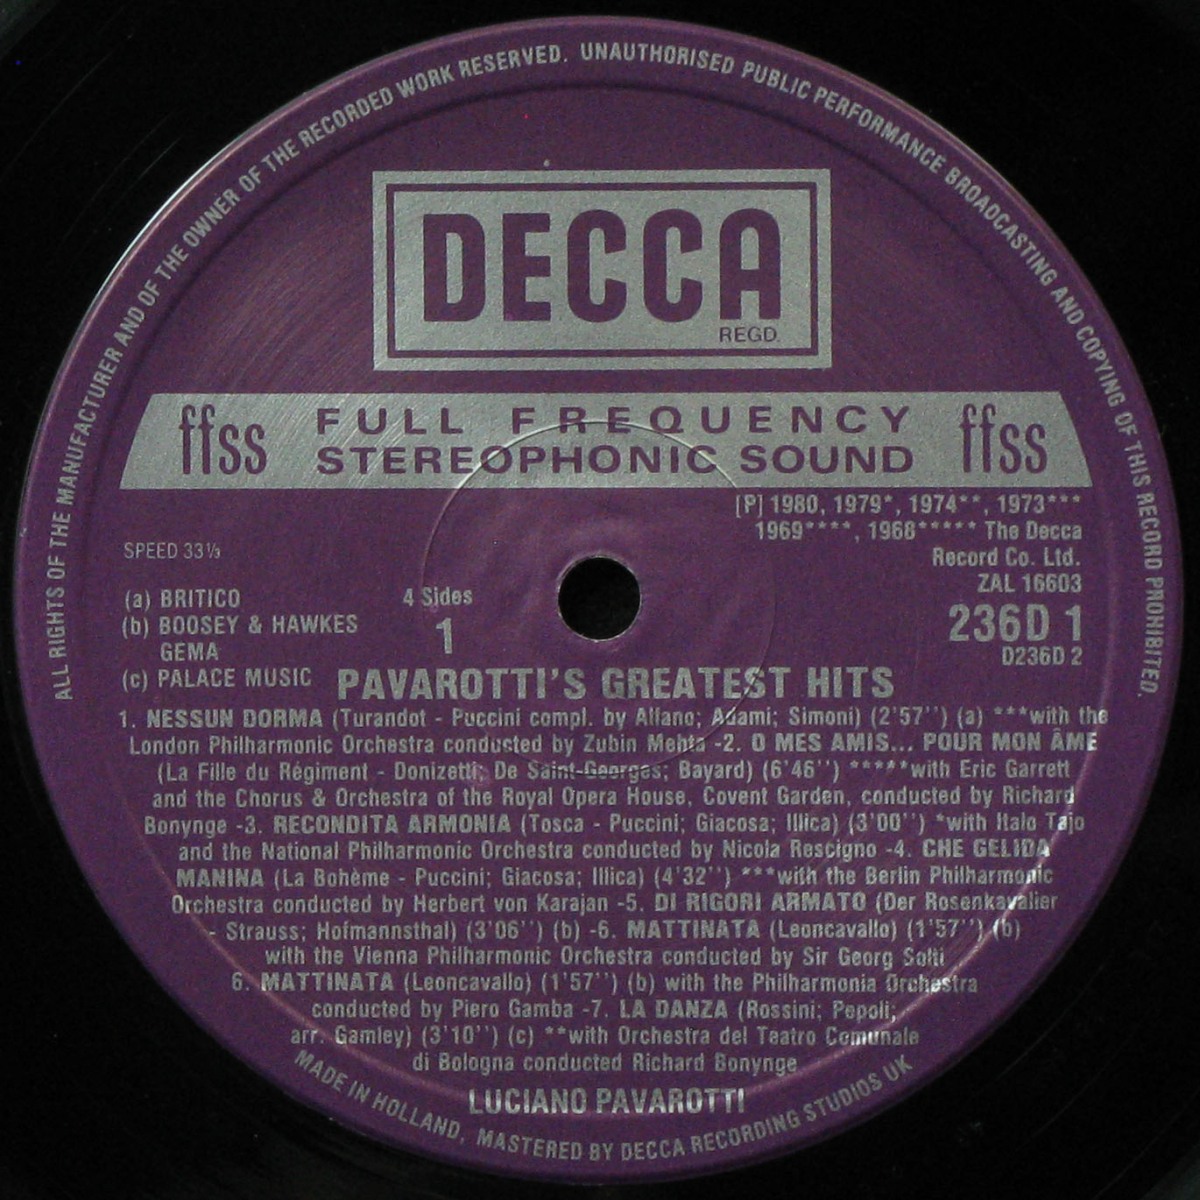 ALL RIGHTS OF THE MANUFACTURER AND OF THE OWNER OF THE RECORDED WORK RESERVED. UNAUTHORISED PUBLIC PERFORMANCE BROADCASTING AND COPYING OF THIS RECORD PROHIBITED.
DECCA
REGD.
ffss FULL FREQUENCY STEREOPHONIC SOUND ffss
[P] 1980, 1979*, 1974**, 1973***
1969****, 1968***** The Decca
Record Co. Ltd.
SPEED 33⅓
ZAL 16603
(a) BRITICO
4 Sides
236D 1
(b) BOOSEY & HAWKES
1
GEMA
D236D 2
(c) PALACE MUSIC
PAVAROTTI'S GREATEST HITS
1. NESSUN DORMA (Turandot - Puccini compl. by Allano; Adami; Simoni) (2'57'') (a) ***with the
London Philharmonic Orchestra conducted by Zubin Mehta -2. O MES AMIS... POUR MON ÂME
(La Fille du Régiment - Donizetti; De Saint-Georges; Bayard) (6'46'') *****with Eric Garrett
and the Chorus & Orchestra of the Royal Opera House, Covent Garden, conducted by Richard
Bonynge -3. RECONDITA ARMONIA (Tosca - Puccini; Giacosa; Illica) (3'00'') *with Italo Tajo
and the National Philharmonic Orchestra conducted by Nicola Rescigno -4. CHE GELIDA
MANINA (La Bohème - Puccini; Giacosa; Illica) (4'32'') ***with the Berlin Philharmonic
Orchestra conducted by Herbert von Karajan -5. DI RIGORI ARMATO (Der Rosenkavalier
- Strauss; Hofmannsthal) (3'06'') (b) -6. MATTINATA (Leoncavallo) (1'57'') (b)
with the Vienna Philharmonic Orchestra conducted by Sir Georg Solti
6. MATTINATA (Leoncavallo) (1'57'') (b) with the Philharmonia Orchestra
conducted by Piero Gamba -7. LA DANZA (Rossini; Pepoli;
arr. Gamley) (3'10'') (c) **with Orchestra del Teatro Comunale
di Bologna conducted Richard Bonynge
LUCIANO PAVAROTTI
MADE IN HOLLAND, MASTERED BY DECCA RECORDING STUDIOS UK